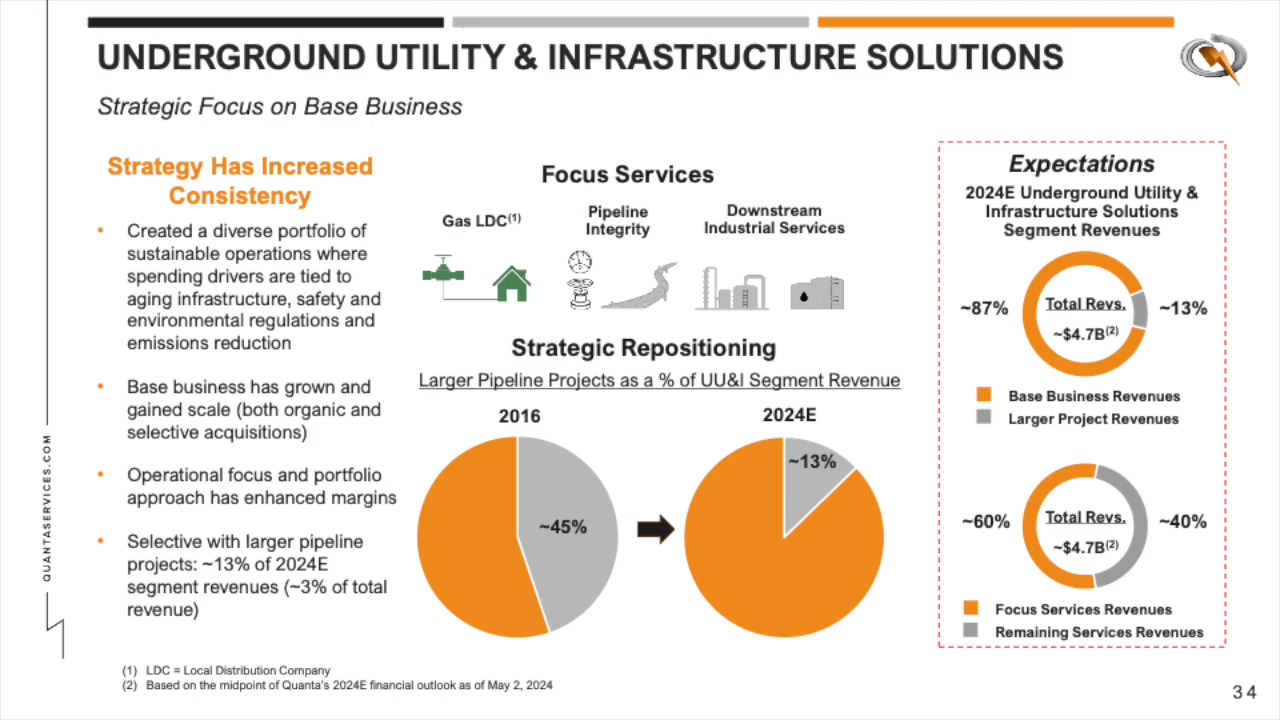 UNDERGROUND UTILITY & INFRASTRUCTURE SOLUTIONS
Strategic Focus on Base Business
Strategy Has Increased
Consistency
• Created a diverse portfolio of
sustainable operations where
spending drivers are tied to
aging infrastructure, safety and
environmental regulations and
emissions reduction
• Base business has grown and
gained scale (both organic and
selective acquisitions)
• Operational focus and portfolio
approach has enhanced margins
• Selective with larger pipeline
projects: ~13% of 2024E
segment revenues (~3% of total
revenue)
Focus Services
Gas LDC(1)
Pipeline
Integrity
Downstream
Industrial Services
Strategic Repositioning
Larger Pipeline Projects as a % of UU&I Segment Revenue
2016
~45%
2024E
~13%
Expectations
2024E Underground Utility &
Infrastructure Solutions
Segment Revenues
~87%
Total Revs.
~$4.7B(2)
~13%
Base Business Revenues
Larger Project Revenues
~60%
Total Revs.
~$4.7B(2)
~40%
Focus Services Revenues
Remaining Services Revenues
QUANTASERVICES.COM
(1) LDC = Local Distribution Company
(2) Based on the midpoint of Quanta's 2024E financial outlook as of May 2, 2024
34